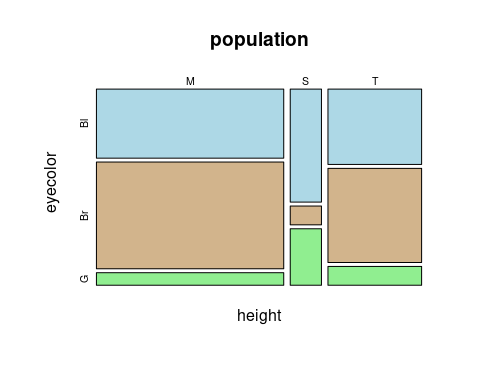 population
M S T
Bl
Br
G
eyecolor
height